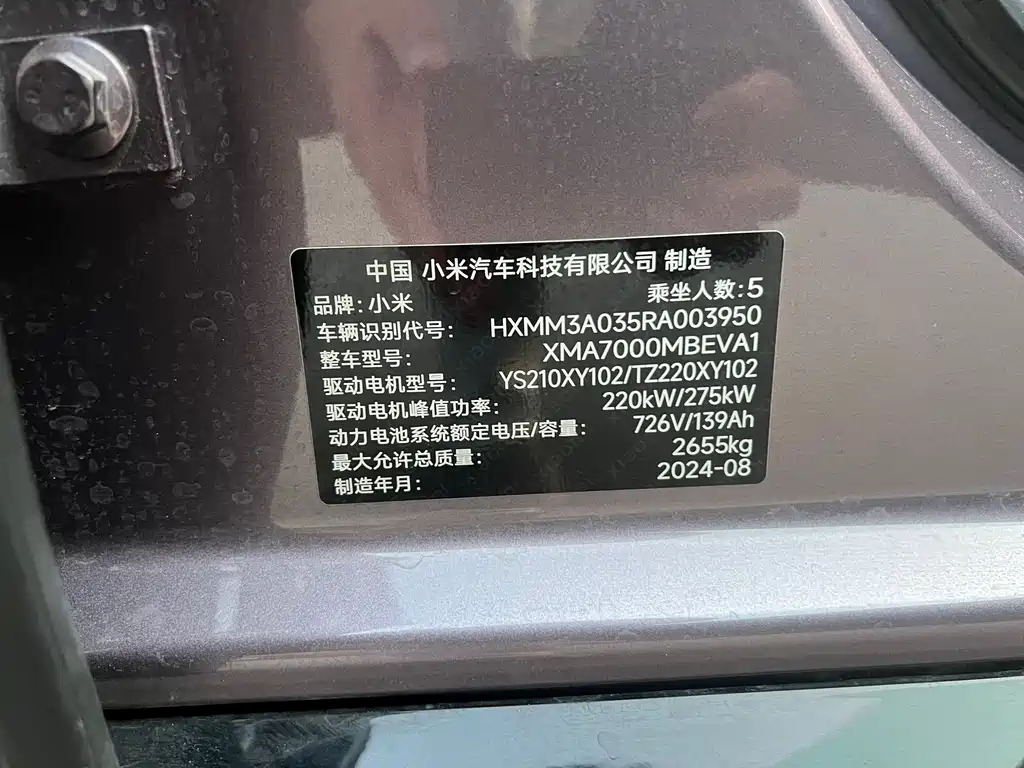 中国 小米汽车科技有限公司 制造
品牌:小米 乘坐人数:5
车辆识别代号: HXMM3A035RA003950
整车型号: XMA7000MBEVA1
驱动电机型号: YS210XY102/TZ220XY102
驱动电机峰值功率: 220kW/275kW
动力电池系统额定电压/容量: 726V/139Ah
最大允许总质量: 2655kg
制造年月: 2024-08